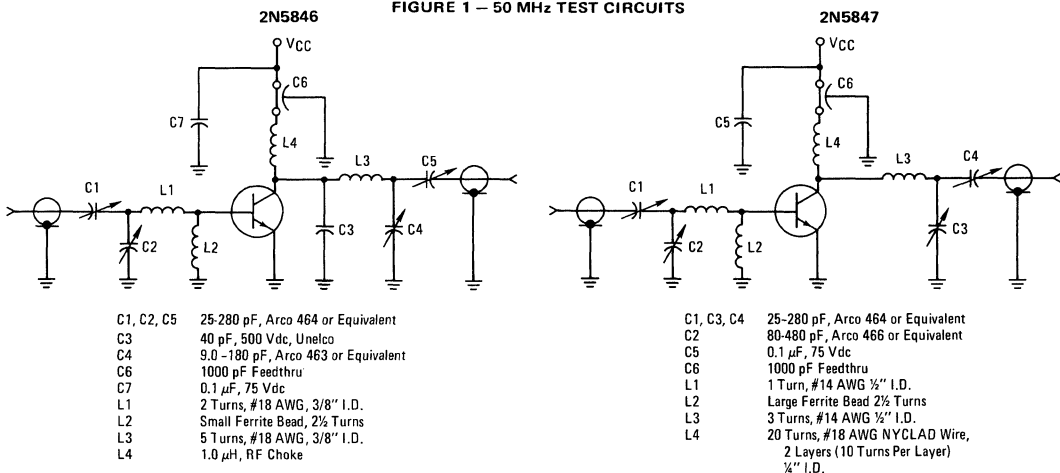 FIGURE 1 — 50 MHz TEST CIRCUITS
2N5846
VCC
C6
C7
L4
L3
C5
C1
L1
C2
L2
C3
C4
C1, C2, C5 25-280 pF, Arco 464 or Equivalent
C3 40 pF, 500 Vdc, Unelco
C4 9.0-180 pF, Arco 463 or Equivalent
C6 1000 pF Feedthru
C7 0.1 μF, 75 Vdc
L1 2 Turns, #18 AWG, 3/8" I.D.
L2 Small Ferrite Bead, 2½ Turns
L3 5 Turns, #18 AWG, 3/8" I.D.
L4 1.0 μH, RF Choke
2N5847
VCC
C6
C5
L4
L3
C4
C1
L1
C2
L2
C3
C1, C3, C4 25-280 pF, Arco 464 or Equivalent
C2 80-480 pF, Arco 466 or Equivalent
C5 0.1 μF, 75 Vdc
C6 1000 pF Feedthru
L1 1 Turn, #14 AWG ½" I.D.
L2 Large Ferrite Bead 2½ Turns
L3 3 Turns, #14 AWG ½" I.D.
L4 20 Turns, #18 AWG NYCLAD Wire,
2 Layers (10 Turns Per Layer)
¼" I.D.